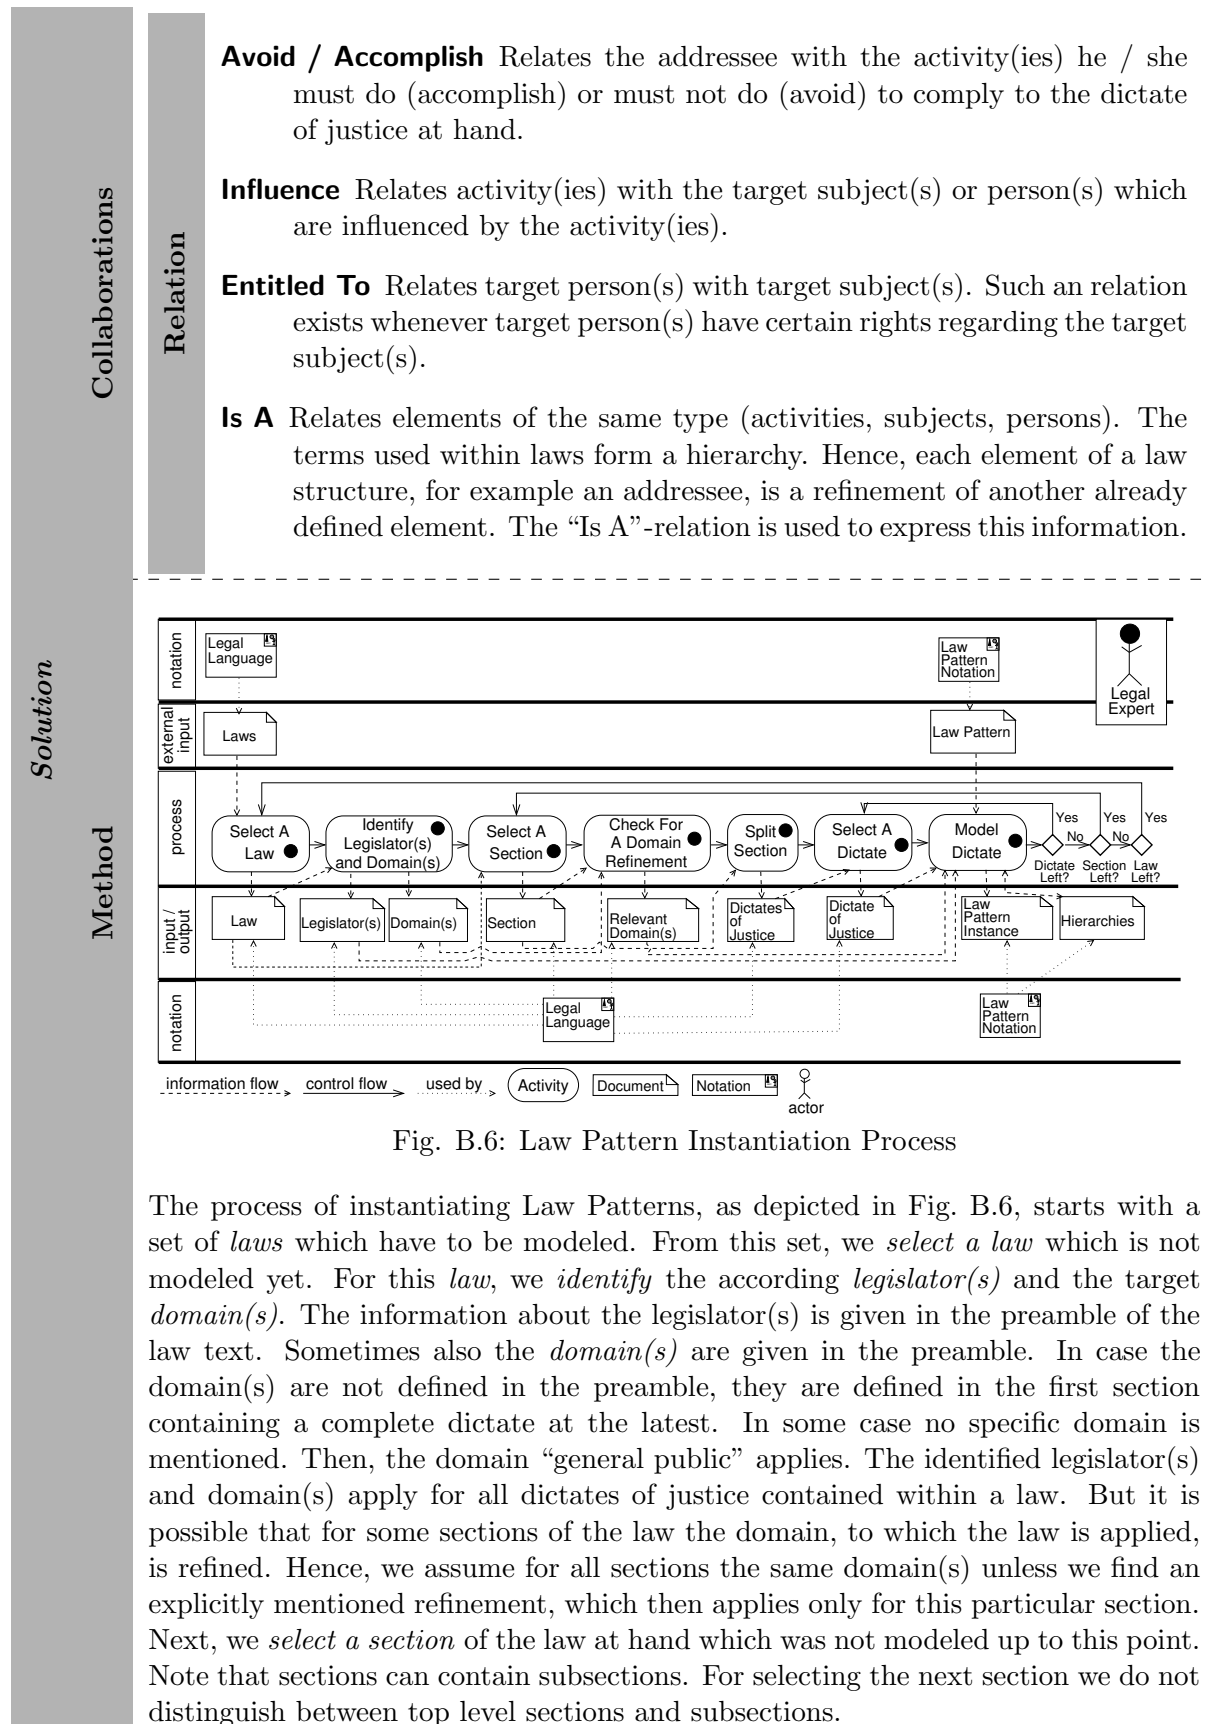 Solution
Collaborations
Relation
Avoid / Accomplish Relates the addressee with the activity(ies) he / she
must do (accomplish) or must not do (avoid) to comply to the dictate
of justice at hand.
Influence Relates activity(ies) with the target subject(s) or person(s) which
are influenced by the activity(ies).
Entitled To Relates target person(s) with target subject(s). Such an relation
exists whenever target person(s) have certain rights regarding the target
subject(s).
Is A Relates elements of the same type (activities, subjects, persons). The
terms used within laws form a hierarchy. Hence, each element of a law
structure, for example an addressee, is a refinement of another already
defined element. The “Is A”-relation is used to express this information.
Method
notation
Legal
Language
Law
Pattern
Notation
Legal
Expert
external
input
Laws
Law Pattern
process
Select A
Law
Identify
Legislator(s)
and Domain(s)
Select A
Section
Check For
A Domain
Refinement
Split
Section
Select A
Dictate
Model
Dictate
Yes
No
Yes
No
Yes
Dictate
Left?
Section
Left?
Law
Left?
input /
output
Law
Legislator(s)
Domain(s)
Section
Relevant
Domain(s)
Dictates
of
Justice
Dictate
of
Justice
Law
Pattern
Instance
Hierarchies
notation
Legal
Language
Law
Pattern
Notation
information flow
control flow
used by
Activity
Document
Notation
actor
Fig. B.6: Law Pattern Instantiation Process
The process of instantiating Law Patterns, as depicted in Fig. B.6, starts with a
set of laws which have to be modeled. From this set, we select a law which is not
modeled yet. For this law, we identify the according legislator(s) and the target
domain(s). The information about the legislator(s) is given in the preamble of the
law text. Sometimes also the domain(s) are given in the preamble. In case the
domain(s) are not defined in the preamble, they are defined in the first section
containing a complete dictate at the latest. In some case no specific domain is
mentioned. Then, the domain “general public” applies. The identified legislator(s)
and domain(s) apply for all dictates of justice contained within a law. But it is
possible that for some sections of the law the domain, to which the law is applied,
is refined. Hence, we assume for all sections the same domain(s) unless we find an
explicitly mentioned refinement, which then applies only for this particular section.
Next, we select a section of the law at hand which was not modeled up to this point.
Note that sections can contain subsections. For selecting the next section we do not
distinguish between top level sections and subsections.